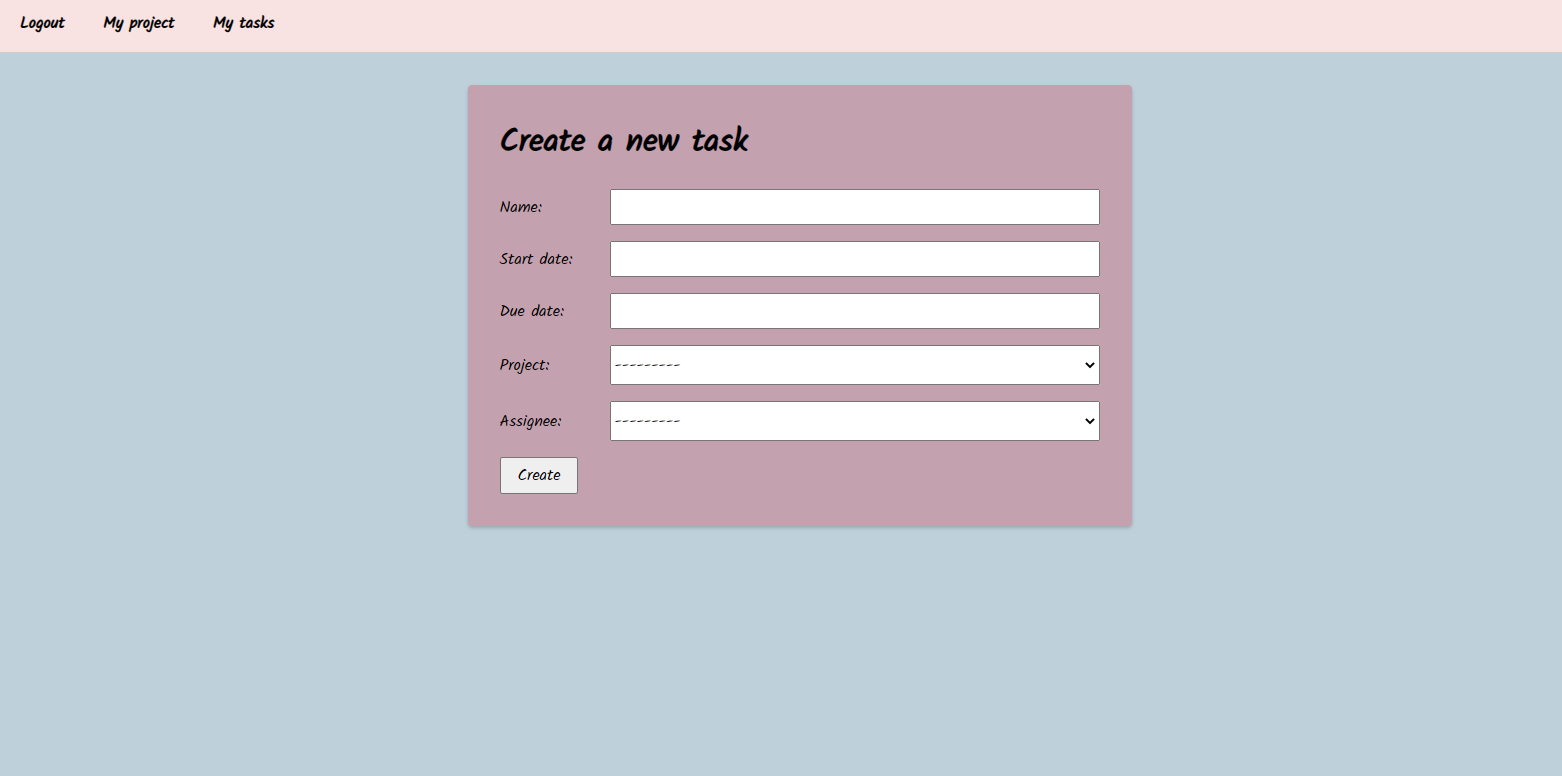 Logout My project My tasks
Create a new task
Name:
Start date:
Due date:
Project: ---------
Assignee: ---------
Create